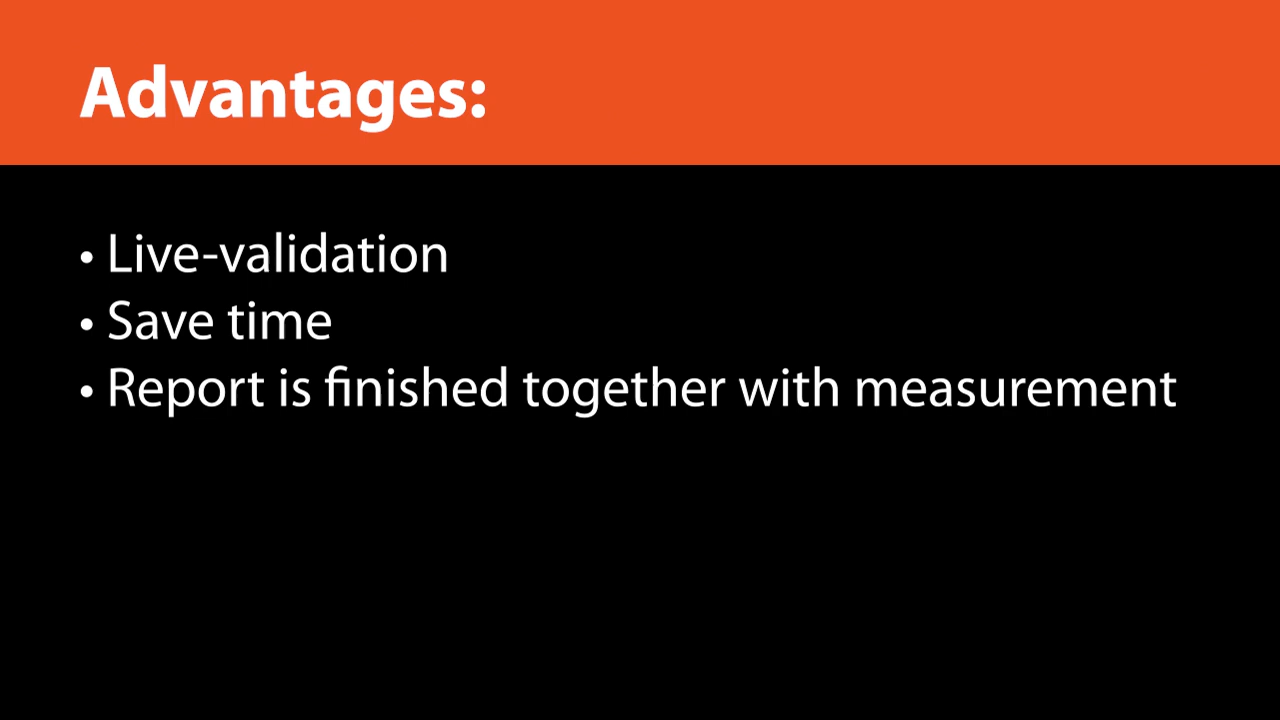 Advantages:
• Live-validation
• Save time
• Report is finished together with measurement